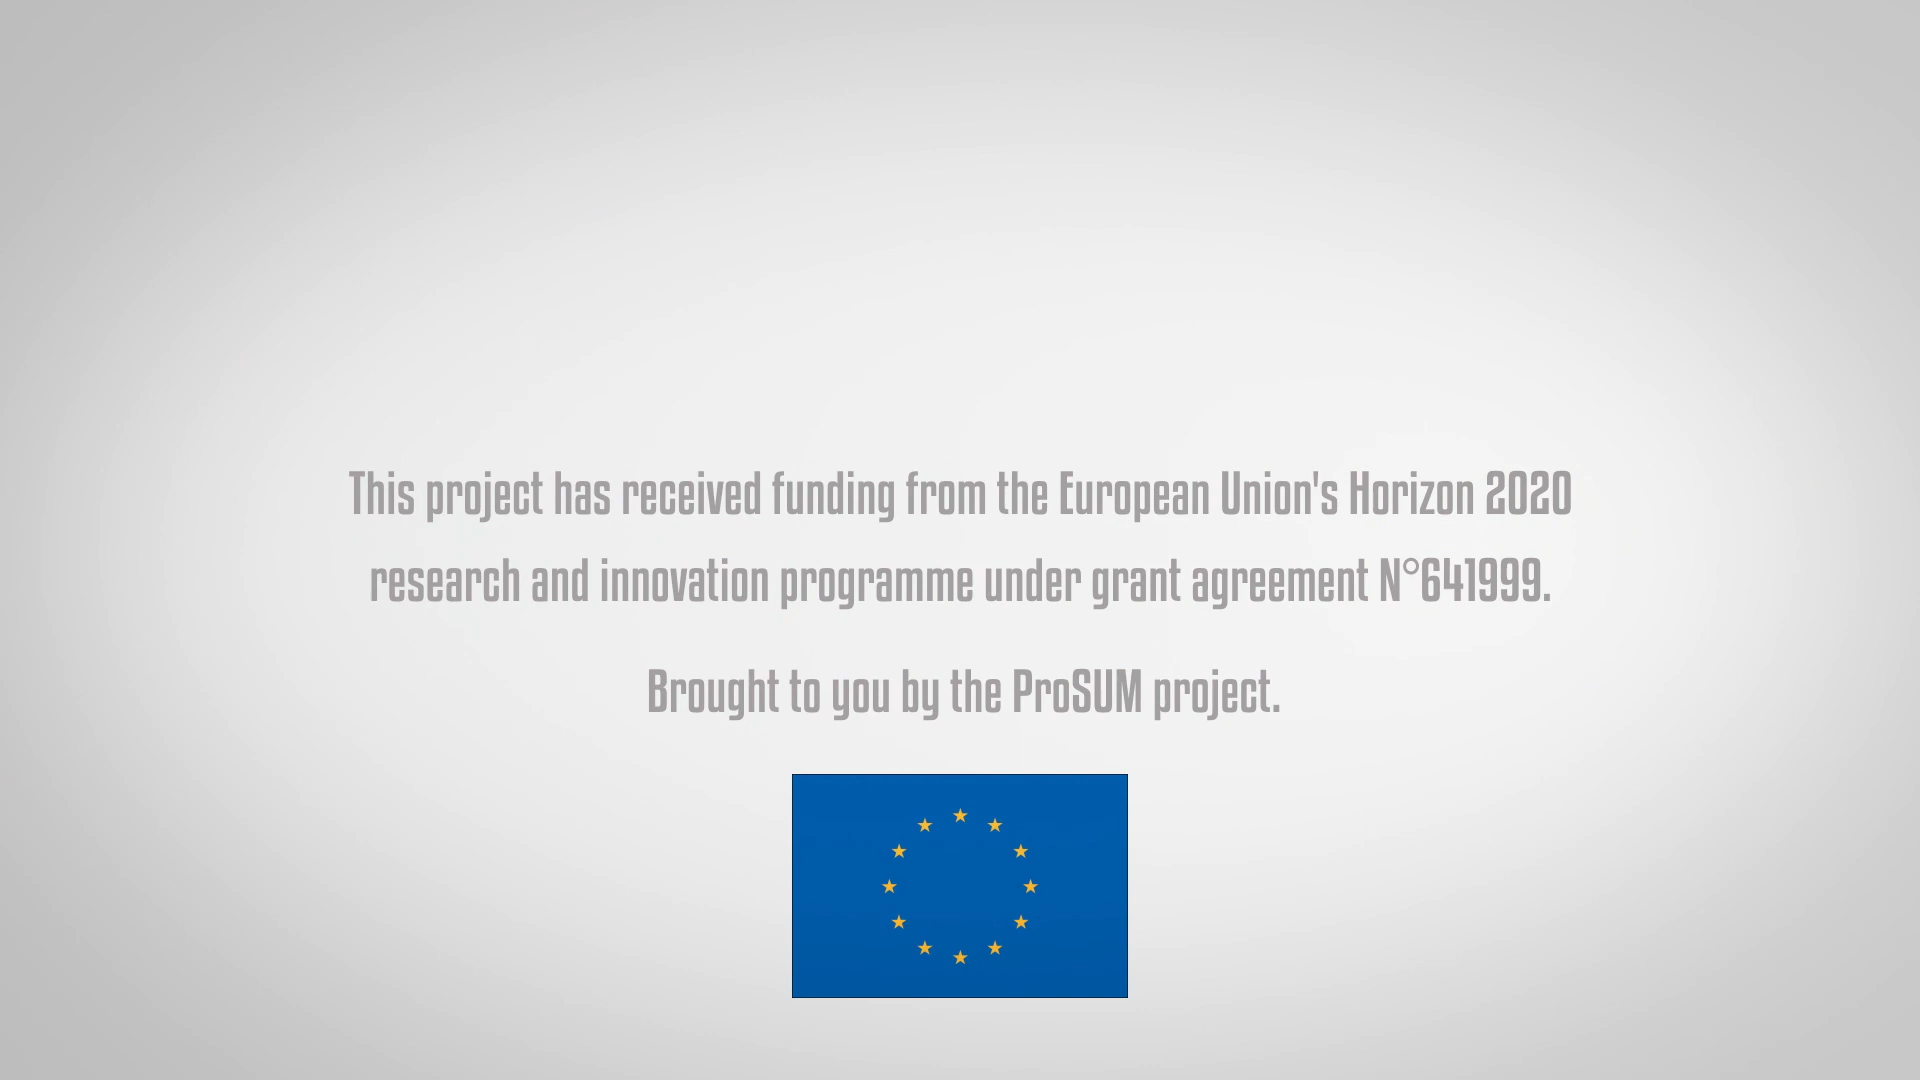 This project has received funding from the European Union's Horizon 2020
research and innovation programme under grant agreement N°641999.
Brought to you by the ProSUM project.